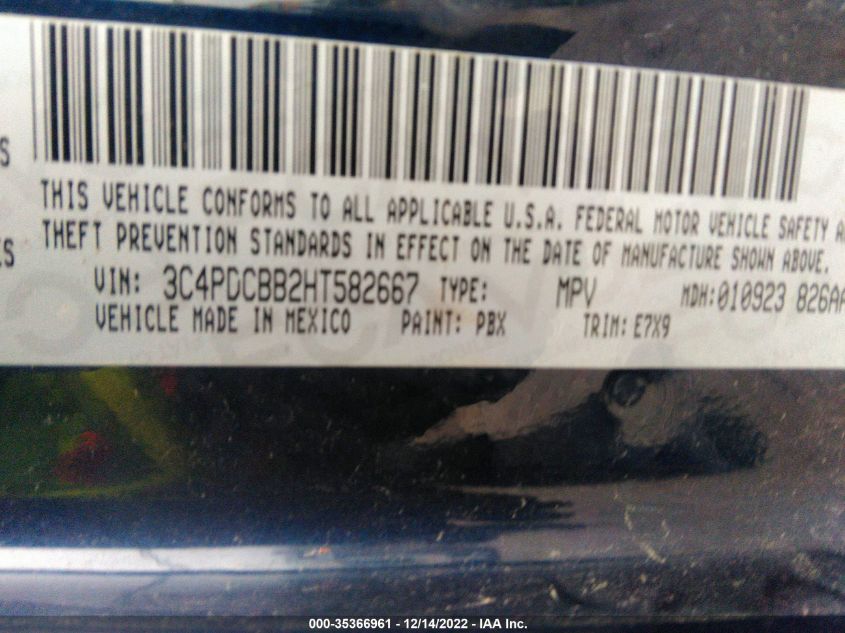 S
THIS VEHICLE CONFORMS TO ALL APPLICABLE U.S.A. FEDERAL MOTOR VEHICLE SAFETY
ES THEFT PREVENTION STANDARDS IN EFFECT ON THE DATE OF MANUFACTURE SHOWN ABOVE.
VIN: 3C4PDCBB2HT582667 TYPE: MPV MDH:010923 826AA
VEHICLE MADE IN MEXICO PAINT: PBX TRIM: E7X9
000-35366961 - 12/14/2022 - IAA Inc.